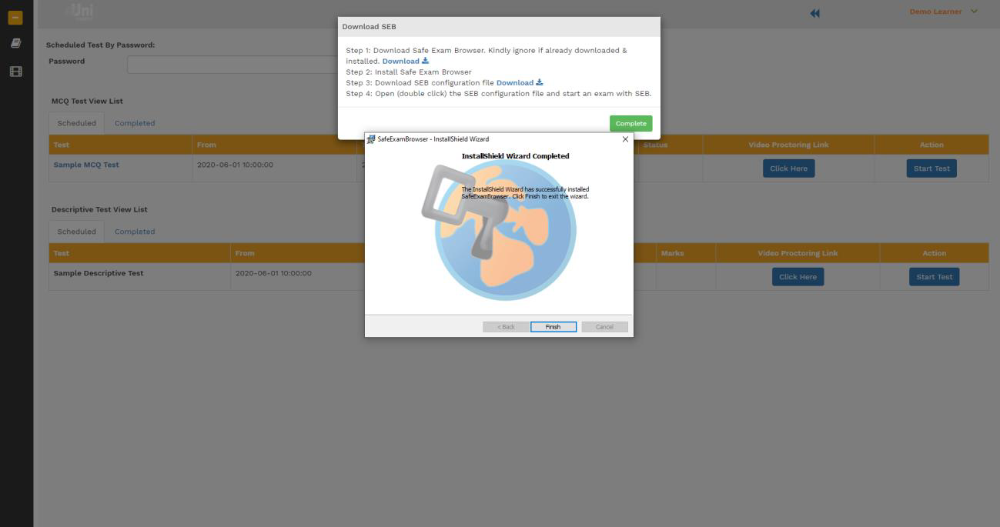 Uni
Demo Learner
Download SEB
Step 1: Download Safe Exam Browser. Kindly ignore if already downloaded &
installed. Download
Step 2: Install Safe Exam Browser
Step 3: Download SEB configuration file Download
Step 4: Open (double click) the SEB configuration file and start an exam with SEB.
Complete
Scheduled Test By Password:
Password
MCQ Test View List
Scheduled Completed
Test From Status Video Proctoring Link Action
Sample MCQ Test 2020-06-01 10:00:00 Click Here Start Test
SafeExamBrowser - InstallShield Wizard
InstallShield Wizard Completed
The InstallShield Wizard has successfully installed
SafeExamBrowser. Click Finish to exit the wizard.
< Back Finish Cancel
Descriptive Test View List
Scheduled Completed
Test From Marks Video Proctoring Link Action
Sample Descriptive Test 2020-06-01 10:00:00 Click Here Start Test